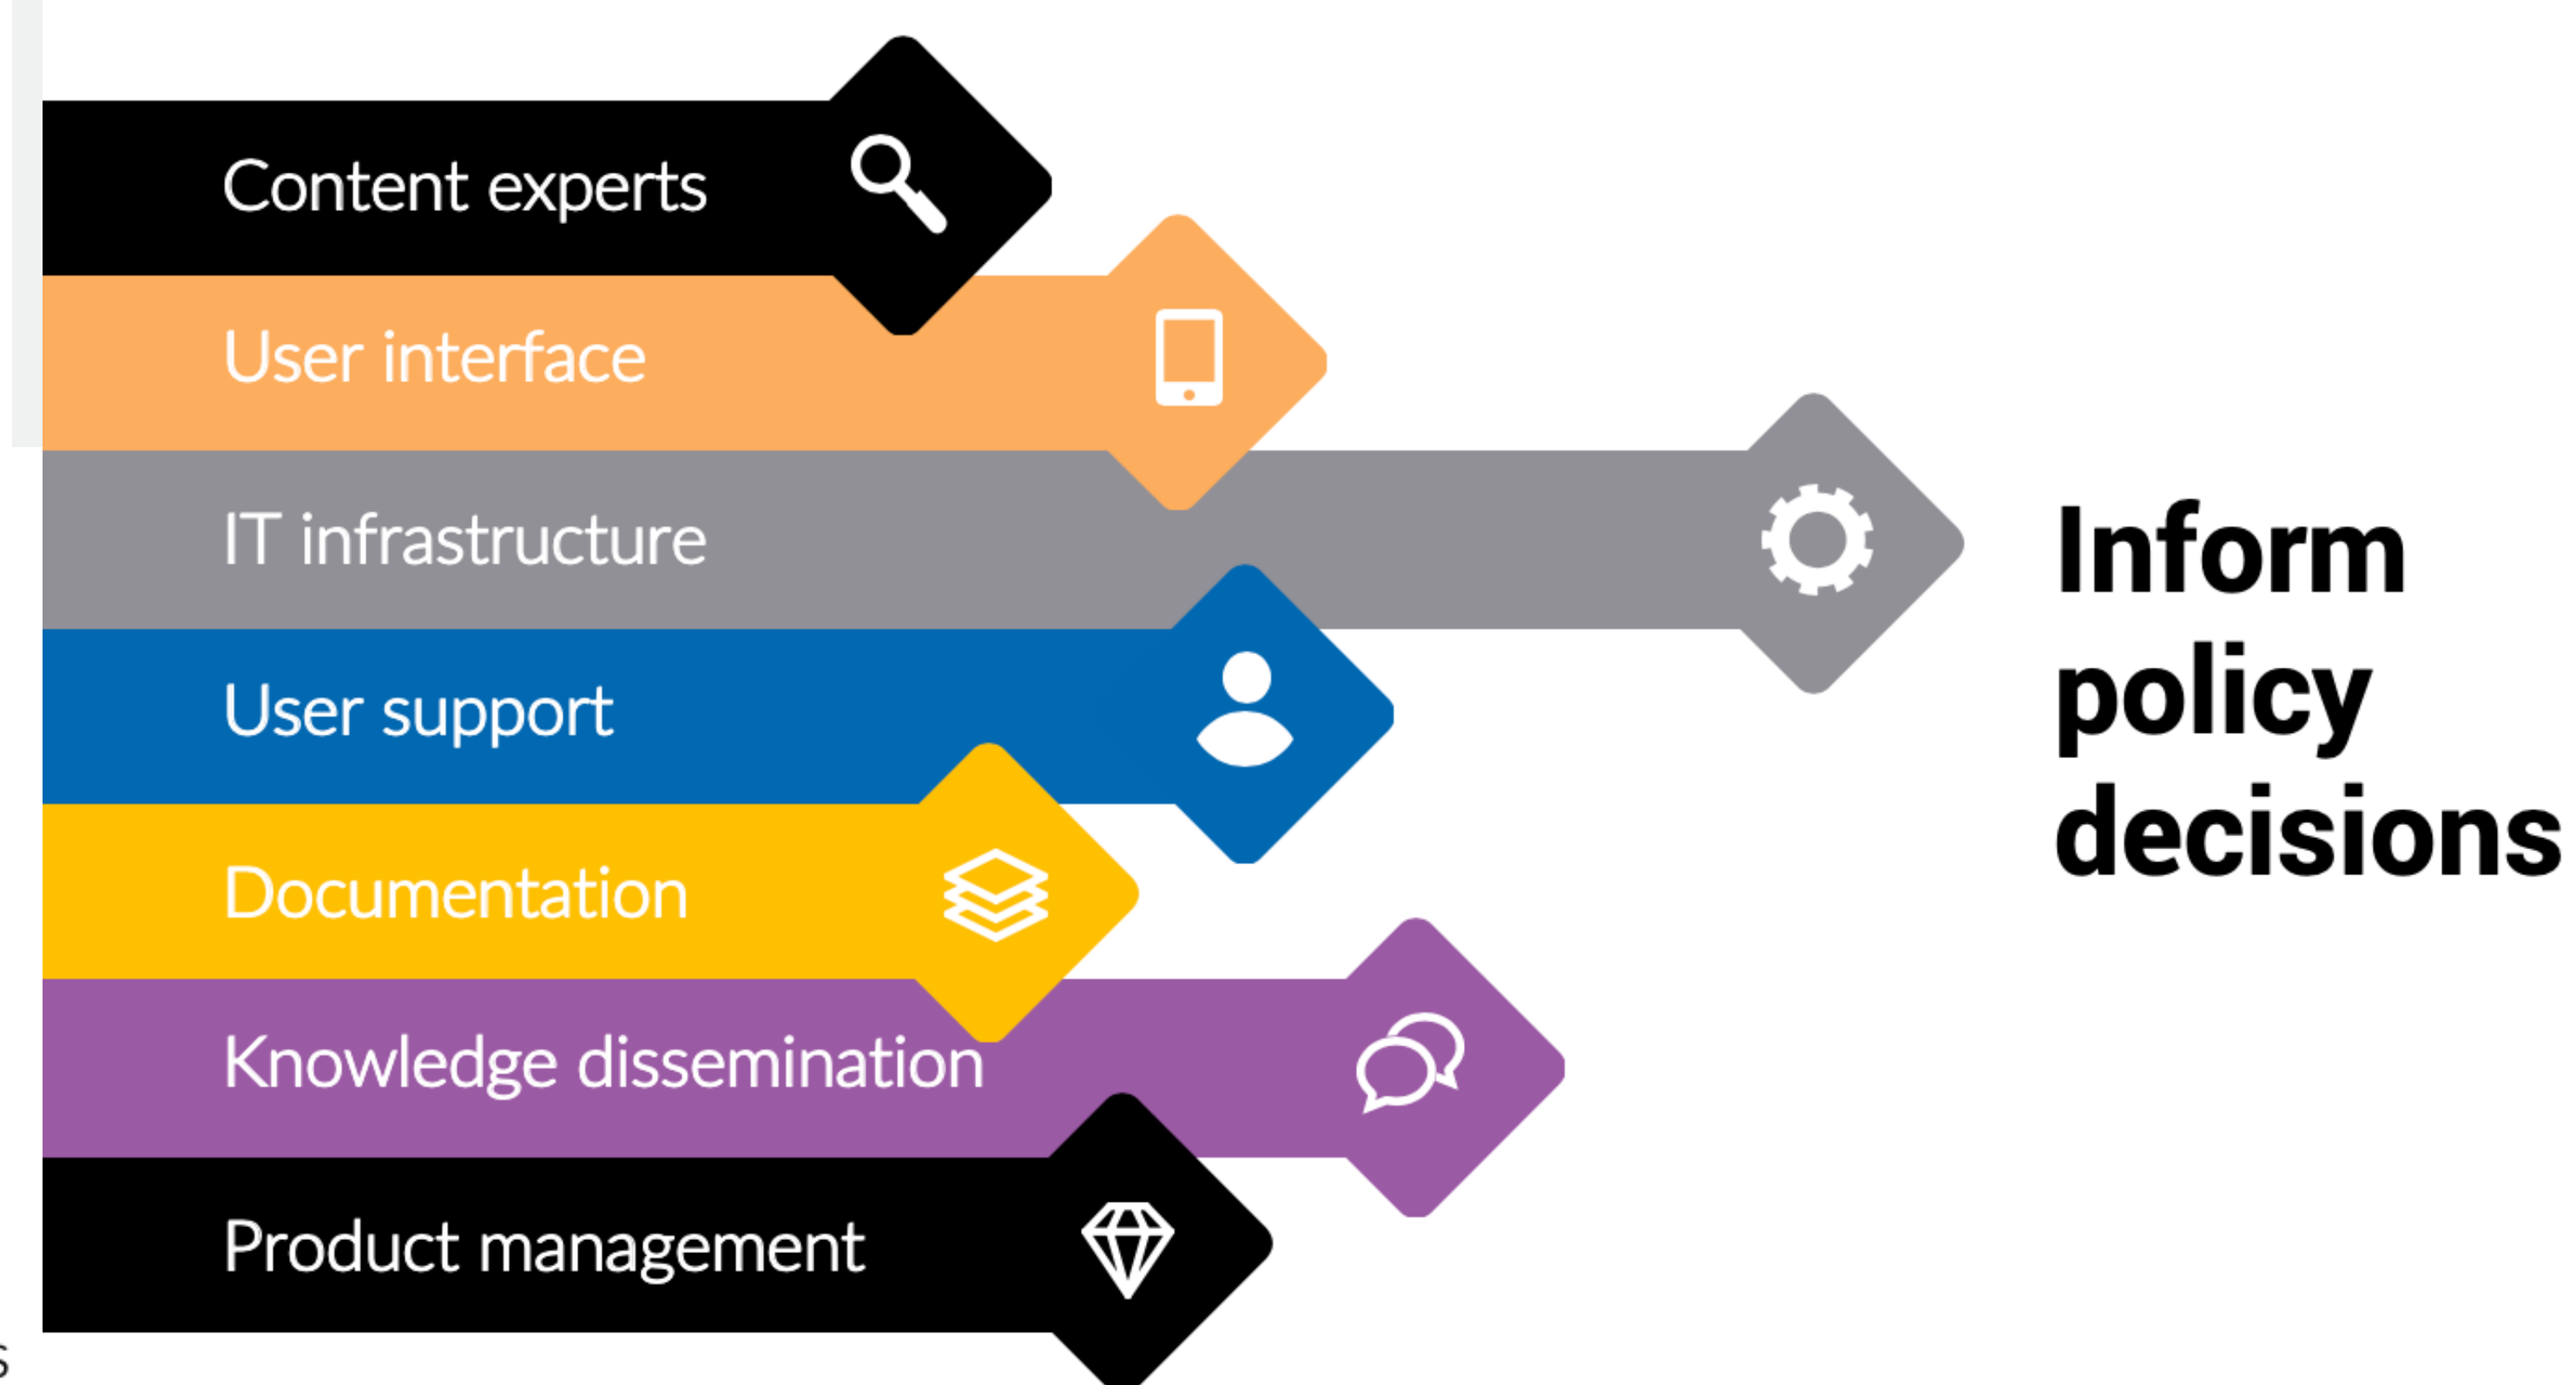 Content experts
User interface
IT infrastructure
User support
Documentation
Knowledge dissemination
Product management
Inform
policy
decisions
s